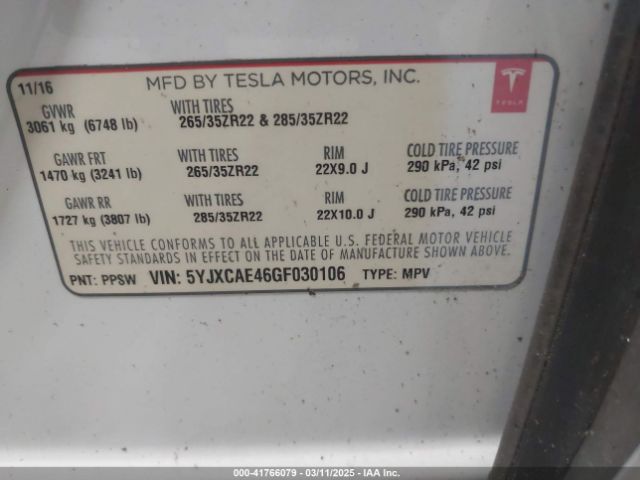 11/16 MFD BY TESLA MOTORS, INC.
TESLA
GVWR WITH TIRES
3061 kg (6748 lb) 265/35ZR22 & 285/35ZR22
GAWR FRT WITH TIRES RIM COLD TIRE PRESSURE
1470 kg (3241 lb) 265/35ZR22 22X9.0 J 290 kPa, 42 psi
GAWR RR WITH TIRES RIM COLD TIRE PRESSURE
1727 kg (3807 lb) 285/35ZR22 22X10.0 J 290 kPa, 42 psi
THIS VEHICLE CONFORMS TO ALL APPLICABLE U.S. FEDERAL MOTOR VEHICLE
SAFETY STANDARDS IN EFFECT ON THE DATE OF MANUFACTURE SHOWN ABOVE.
PNT: PPSW VIN: 5YJXCAE46GF030106 TYPE: MPV
000-41766079 - 03/11/2025 - IAA Inc.